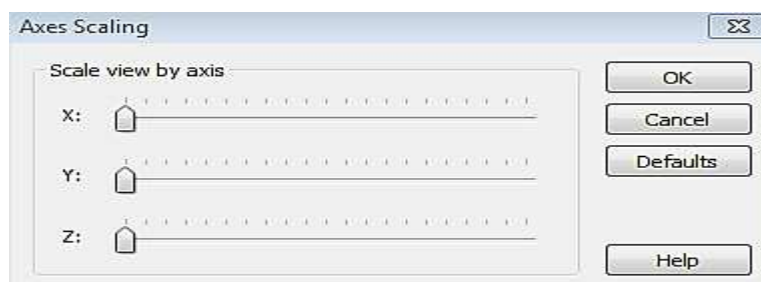 Axes Scaling
Scale view by axis
X:
Y:
Z:
OK
Cancel
Defaults
Help